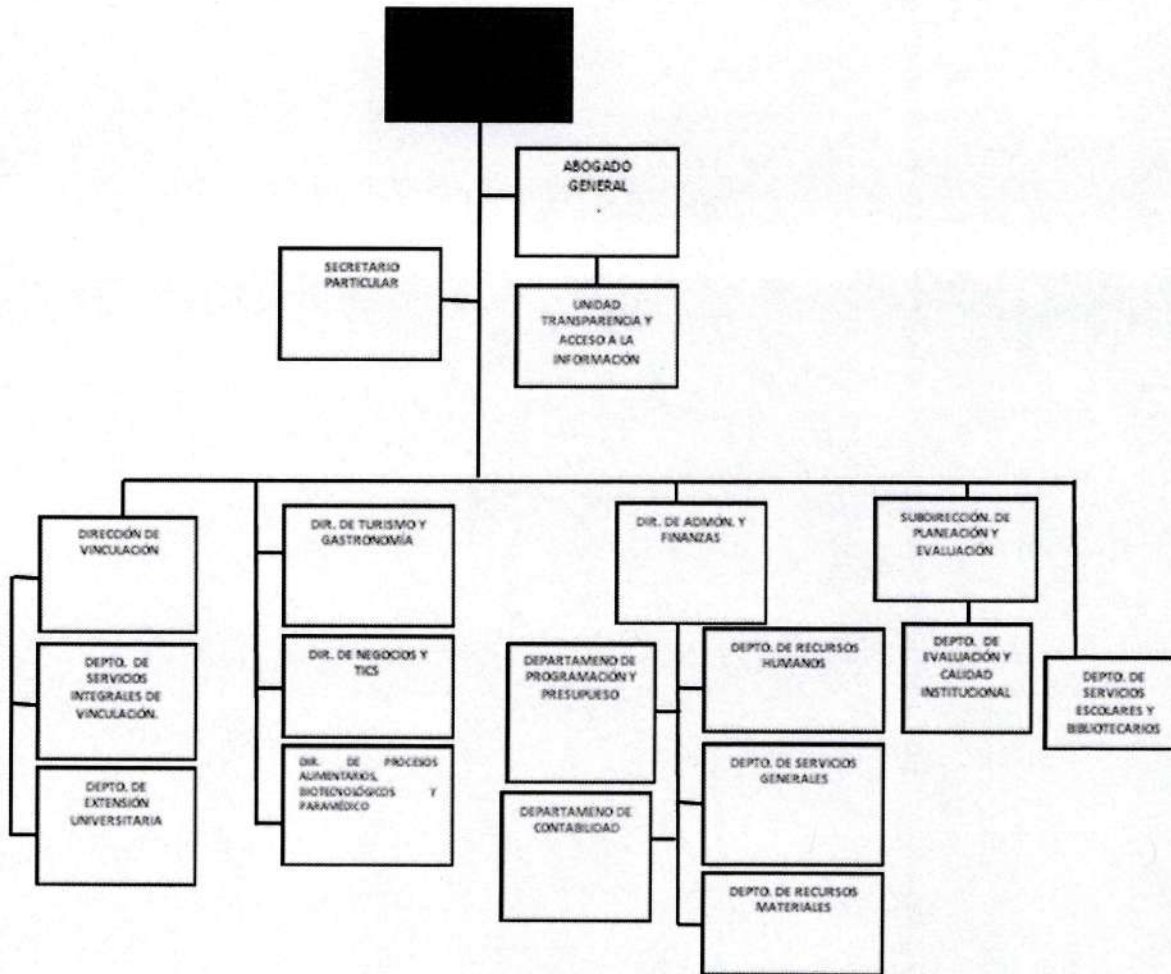 ABOGADO
GENERAL
SECRETARIO
PARTICULAR
UNIDAD
TRANSPARENCIA Y
ACCESO A LA
INFORMACIÓN
DIRECCIÓN DE
VINCULACIÓN
DEPTO. DE
SERVICIOS
INTEGRALES DE
VINCULACIÓN.
DEPTO. DE
EXTENSIÓN
UNIVERSITARIA
DIR. DE TURISMO Y
GASTRONOMÍA
DIR. DE NEGOCIOS Y
TICS
DIR. DE PROCESOS
ALIMENTARIOS,
BIOTECNOLÓGICOS Y
PARAMÉDICO
DIR. DE ADMÓN. Y
FINANZAS
DEPARTAMENO DE
PROGRAMACIÓN Y
PRESUPUESO
DEPARTAMENO DE
CONTABILIDAD
DEPTO. DE RECURSOS
HUMANOS
DEPTO. DE SERVICIOS
GENERALES
DEPTO. DE RECURSOS
MATERIALES
SUBDIRECCIÓN. DE
PLANEACIÓN Y
EVALUACIÓN
DEPTO. DE
EVALUACIÓN Y
CALIDAD
INSTITUCIONAL
DEPTO. DE
SERVICIOS
ESCOLARES Y
BIBLIOTECARIOS